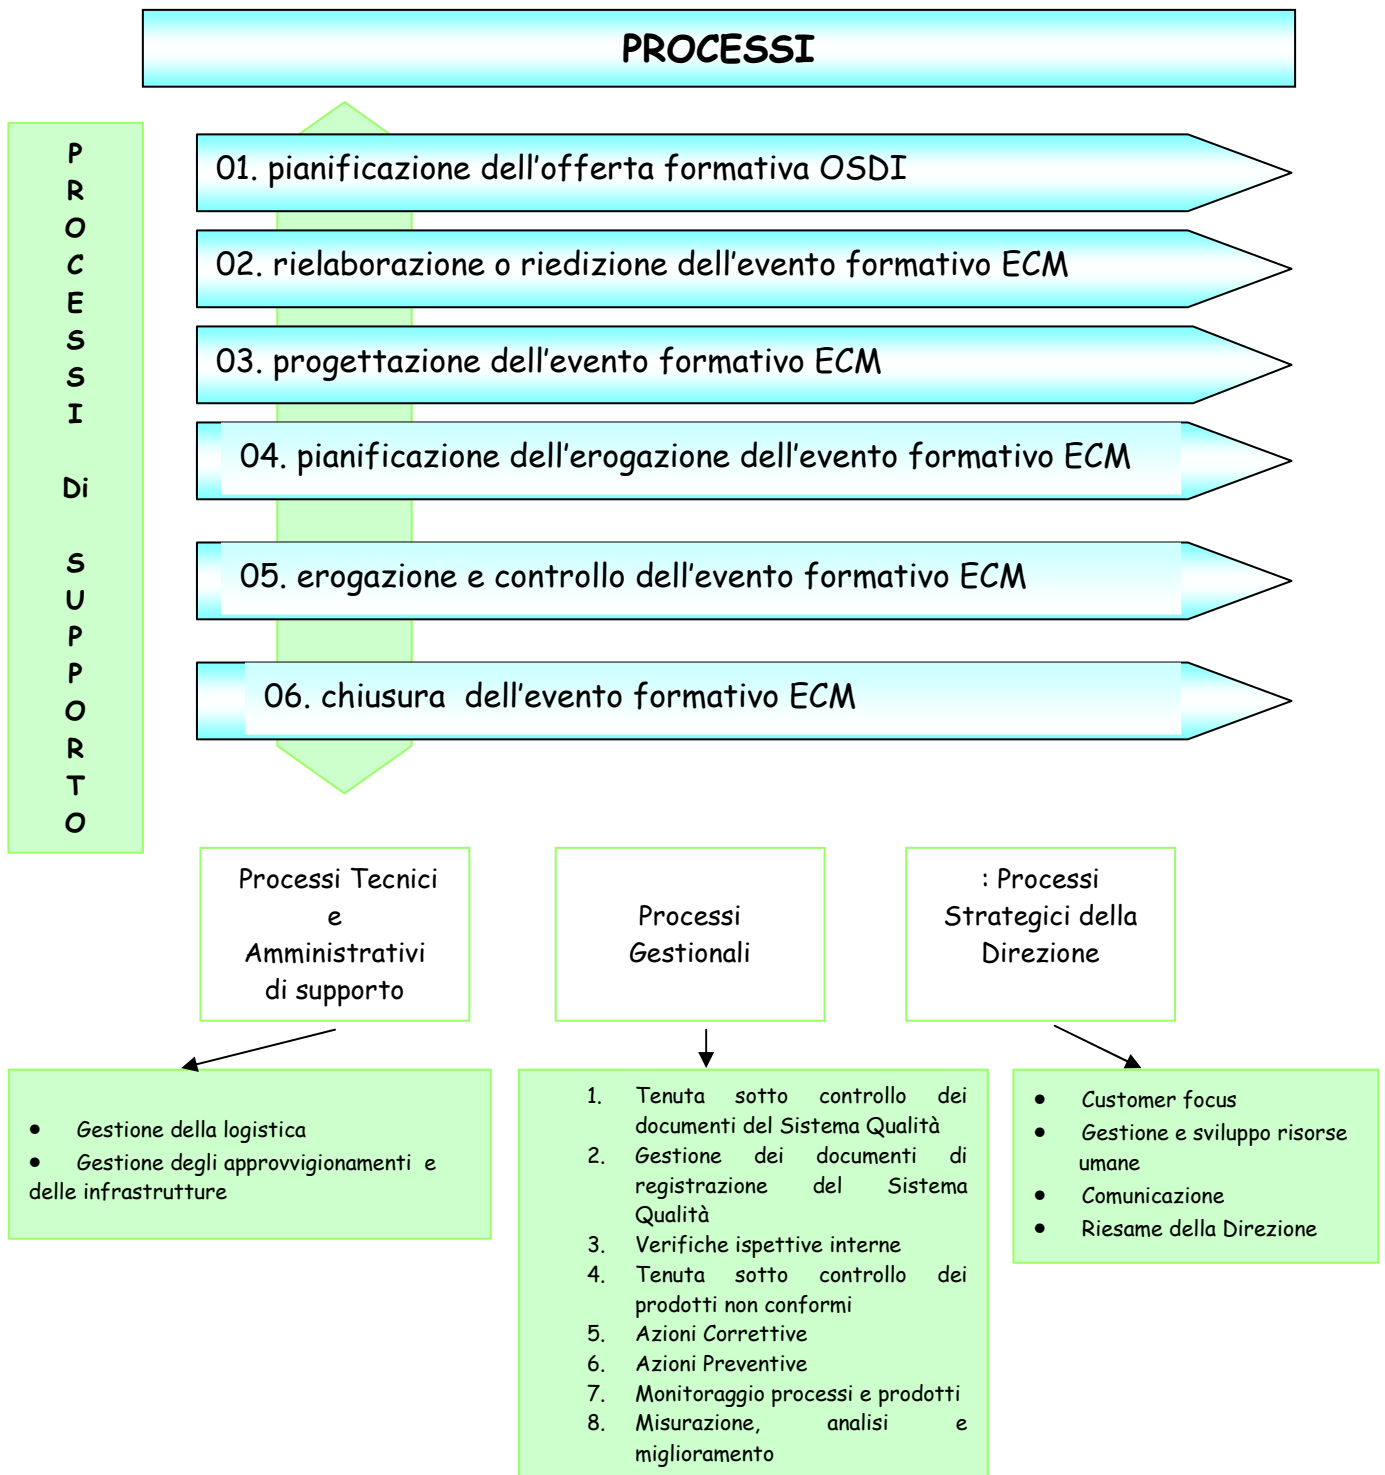 PROCESSI
P
R
O
C
E
S
S
I
Di
S
U
P
P
O
R
T
O
01. pianificazione dell'offerta formativa OSDI
02. rielaborazione o riedizione dell'evento formativo ECM
03. progettazione dell'evento formativo ECM
04. pianificazione dell'erogazione dell'evento formativo ECM
05. erogazione e controllo dell'evento formativo ECM
06. chiusura dell'evento formativo ECM
Processi Tecnici
e
Amministrativi
di supporto
Processi
Gestionali
: Processi
Strategici della
Direzione
• Gestione della logistica
• Gestione degli approvvigionamenti e
delle infrastrutture
1. Tenuta sotto controllo dei
documenti del Sistema Qualità
2. Gestione dei documenti di
registrazione del Sistema
Qualità
3. Verifiche ispettive interne
4. Tenuta sotto controllo dei
prodotti non conformi
5. Azioni Correttive
6. Azioni Preventive
7. Monitoraggio processi e prodotti
8. Misurazione, analisi e
miglioramento
• Customer focus
• Gestione e sviluppo risorse
umane
• Comunicazione
• Riesame della Direzione